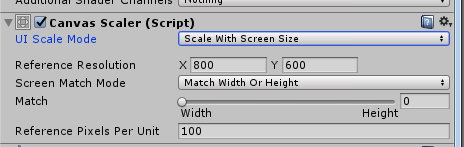 Additional Shader Channels Nothing
Canvas Scaler (Script)
UI Scale Mode Scale With Screen Size
Reference Resolution X 800 Y 600
Screen Match Mode Match Width Or Height
Match 0
Width Height
Reference Pixels Per Unit 100